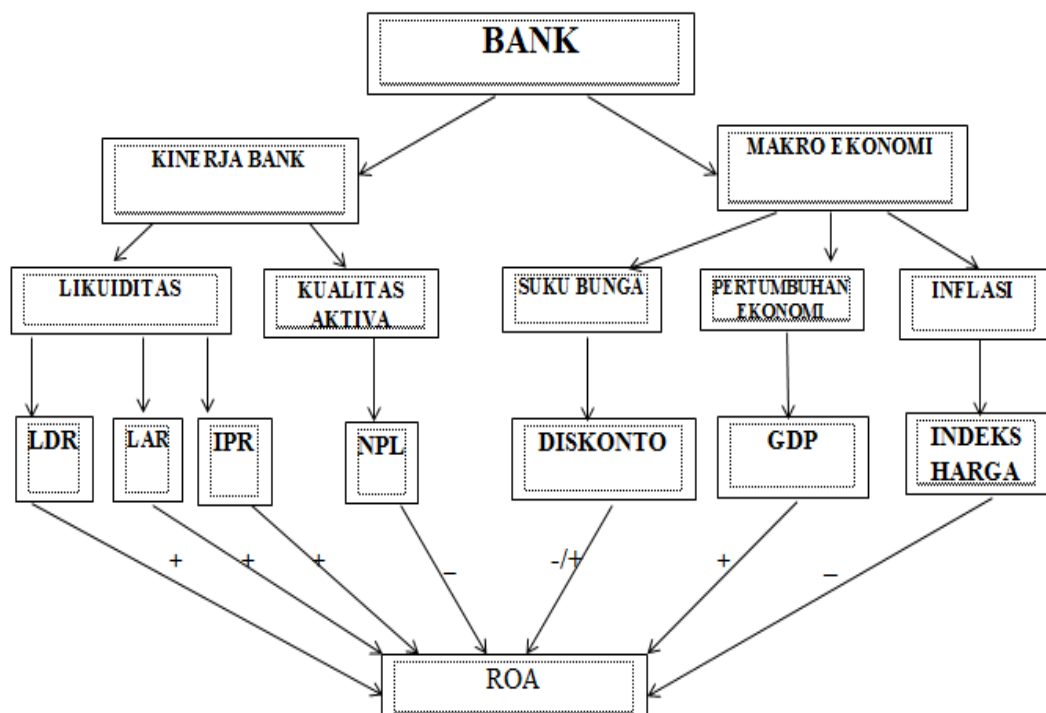 BANK
KINERJA BANK
MAKRO EKONOMI
LIKUIDITAS
KUALITAS
AKTIVA
SUKU BUNGA
PERTUMBUHAN
EKONOMI
INFLASI
LDR
LAR
IPR
NPL
DISKONTO
GDP
INDEKS
HARGA
+
+
+
–
-/+
+
–
ROA